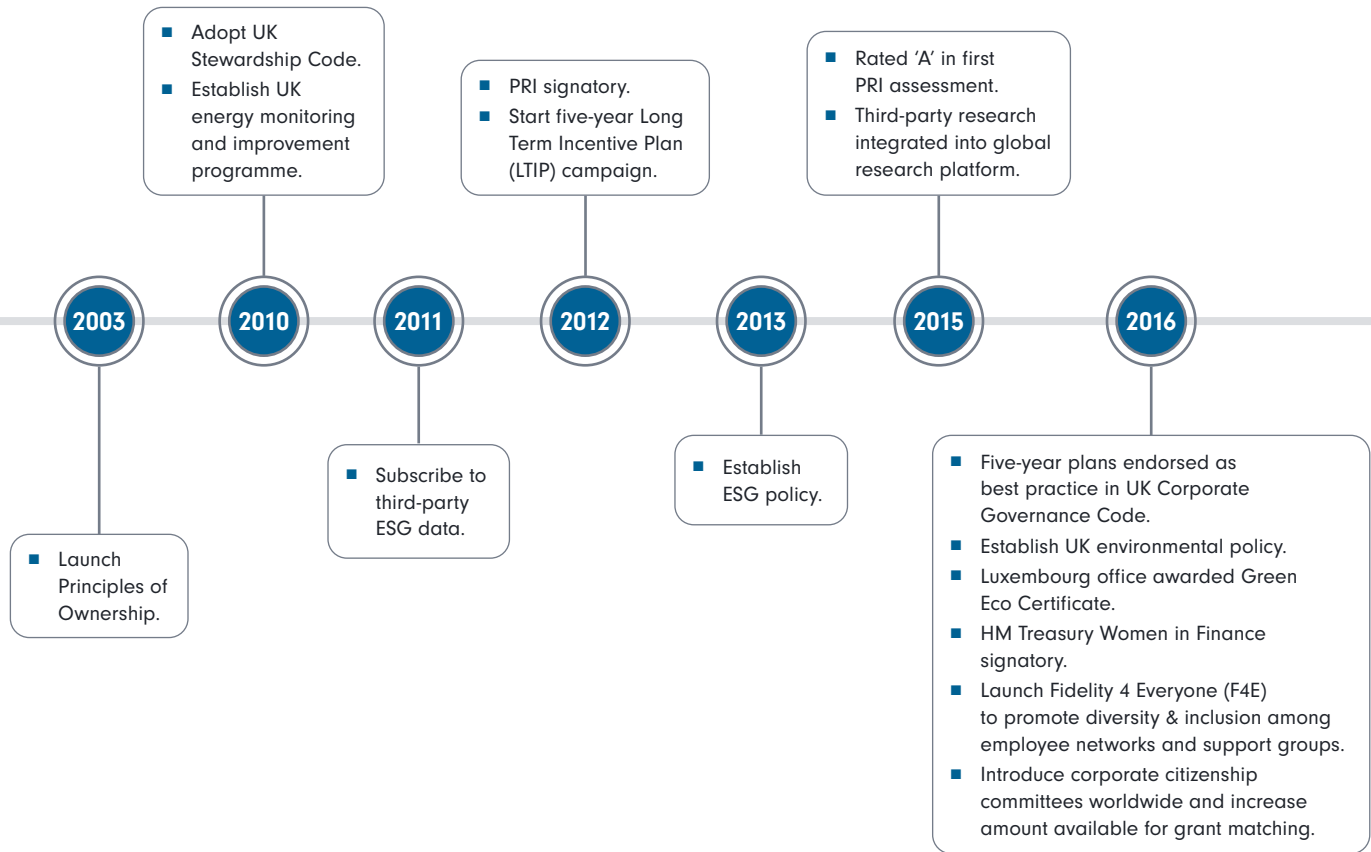 Adopt UK
Stewardship Code.
Establish UK
energy monitoring
and improvement
programme.
PRI signatory.
Start five-year Long
Term Incentive Plan
(LTIP) campaign.
Rated ‘A’ in first
PRI assessment.
Third-party research
integrated into global
research platform.
2003
2010
2011
2012
2013
2015
2016
Launch
Principles of
Ownership.
Subscribe to
third-party
ESG data.
Establish
ESG policy.
Five-year plans endorsed as
best practice in UK Corporate
Governance Code.
Establish UK environmental policy.
Luxembourg office awarded Green
Eco Certificate.
HM Treasury Women in Finance
signatory.
Launch Fidelity 4 Everyone (F4E)
to promote diversity & inclusion among
employee networks and support groups.
Introduce corporate citizenship
committees worldwide and increase
amount available for grant matching.